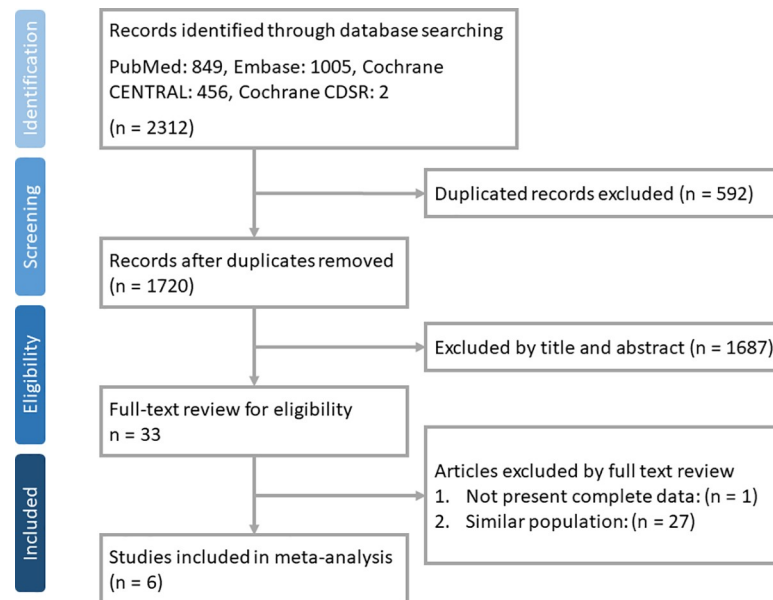 Identification
Records identified through database searching
PubMed: 849, Embase: 1005, Cochrane
CENTRAL: 456, Cochrane CDSR: 2
(n = 2312)
Screening
Duplicated records excluded (n = 592)
Records after duplicates removed
(n = 1720)
Eligibility
Excluded by title and abstract (n = 1687)
Full-text review for eligibility
n = 33
Included
Articles excluded by full text review
1. Not present complete data: (n = 1)
2. Similar population: (n = 27)
Studies included in meta-analysis
(n = 6)